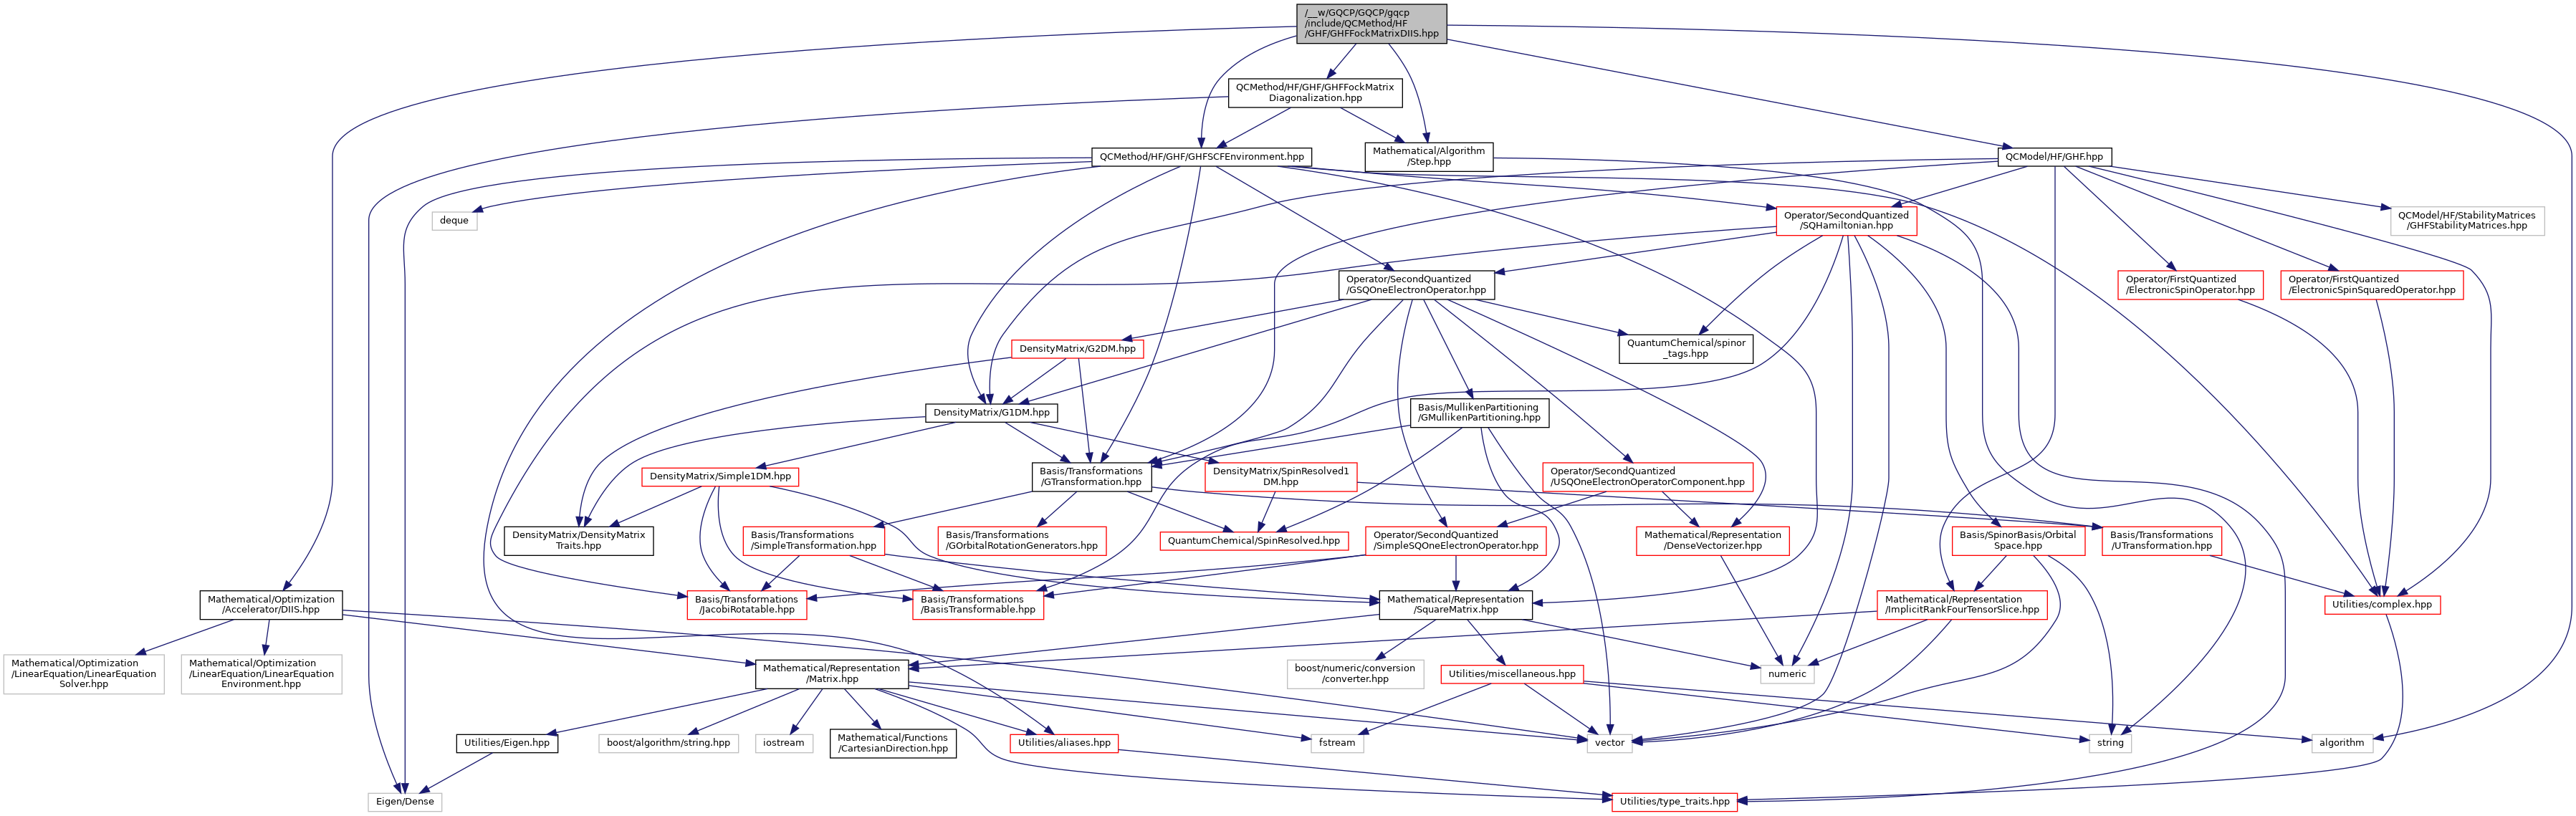 /__w/GQCP/GQCP/gqcp
/include/QCMethod/HF
/GHF/GHFFockMatrixDIIS.hpp
QCMethod/HF/GHF/GHFFockMatrix
Diagonalization.hpp
QCMethod/HF/GHF/GHFSCFEnvironment.hpp
Mathematical/Algorithm
/Step.hpp
QCModel/HF/GHF.hpp
deque
Operator/SecondQuantized
/SQHamiltonian.hpp
QCModel/HF/StabilityMatrices
/GHFStabilityMatrices.hpp
Operator/SecondQuantized
/GSQOneElectronOperator.hpp
Operator/FirstQuantized
/ElectronicSpinOperator.hpp
Operator/FirstQuantized
/ElectronicSpinSquaredOperator.hpp
DensityMatrix/G2DM.hpp
QuantumChemical/spinor
_tags.hpp
DensityMatrix/G1DM.hpp
Basis/MullikenPartitioning
/GMullikenPartitioning.hpp
DensityMatrix/Simple1DM.hpp
Basis/Transformations
/GTransformation.hpp
DensityMatrix/SpinResolved1
DM.hpp
Operator/SecondQuantized
/USQOneElectronOperatorComponent.hpp
DensityMatrix/DensityMatrix
Traits.hpp
Basis/Transformations
/SimpleTransformation.hpp
Basis/Transformations
/GOrbitalRotationGenerators.hpp
QuantumChemical/SpinResolved.hpp
Operator/SecondQuantized
/SimpleSQOneElectronOperator.hpp
Mathematical/Representation
/DenseVectorizer.hpp
Basis/SpinorBasis/Orbital
Space.hpp
Basis/Transformations
/UTransformation.hpp
Mathematical/Optimization
/Accelerator/DIIS.hpp
Basis/Transformations
/JacobiRotatable.hpp
Basis/Transformations
/BasisTransformable.hpp
Mathematical/Representation
/SquareMatrix.hpp
Mathematical/Representation
/ImplicitRankFourTensorSlice.hpp
Utilities/complex.hpp
Mathematical/Optimization
/LinearEquation/LinearEquation
Solver.hpp
Mathematical/Optimization
/LinearEquation/LinearEquation
Environment.hpp
Mathematical/Representation
/Matrix.hpp
boost/numeric/conversion
/converter.hpp
Utilities/miscellaneous.hpp
numeric
Utilities/Eigen.hpp
boost/algorithm/string.hpp
iostream
Mathematical/Functions
/CartesianDirection.hpp
Utilities/aliases.hpp
fstream
vector
string
algorithm
Eigen/Dense
Utilities/type_traits.hpp